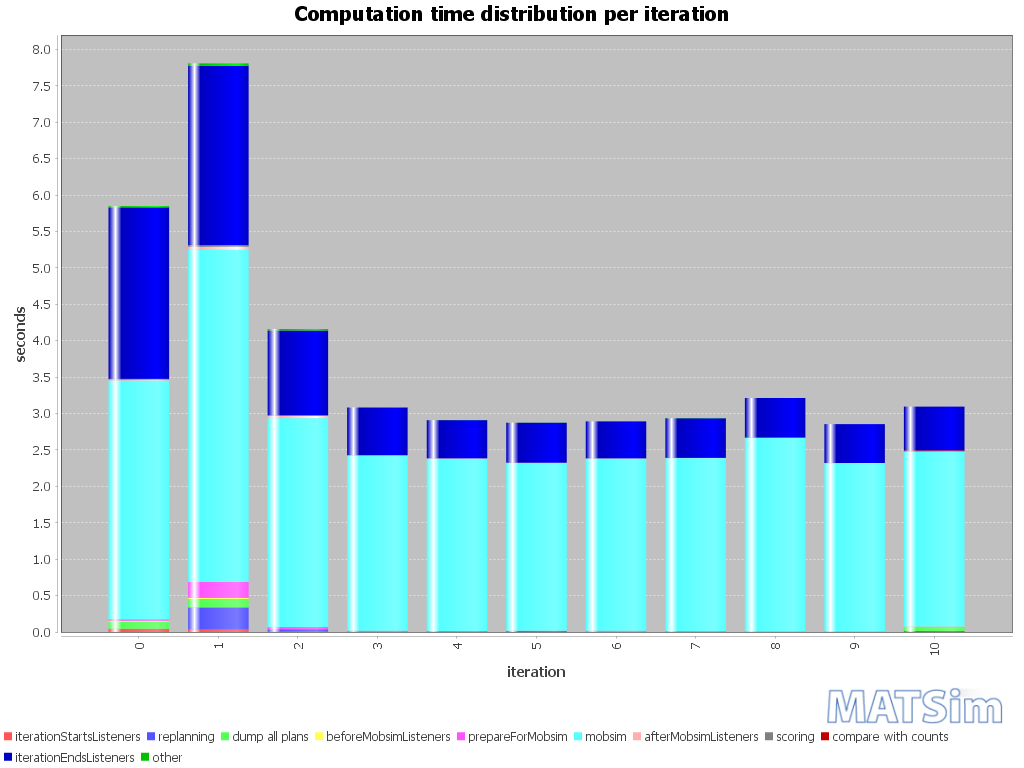 Computation time distribution per iteration
8.0
7.5
7.0
6.5
6.0
5.5
5.0
4.5
4.0
3.5
3.0
2.5
2.0
1.5
1.0
0.5
0.0
seconds
0 1 2 3 4 5 6 7 8 9 10
iteration
MATSim
iterationStartsListeners replanning dump all plans beforeMobsimListeners prepareForMobsim mobsim afterMobsimListeners scoring compare with counts
iterationEndsListeners other